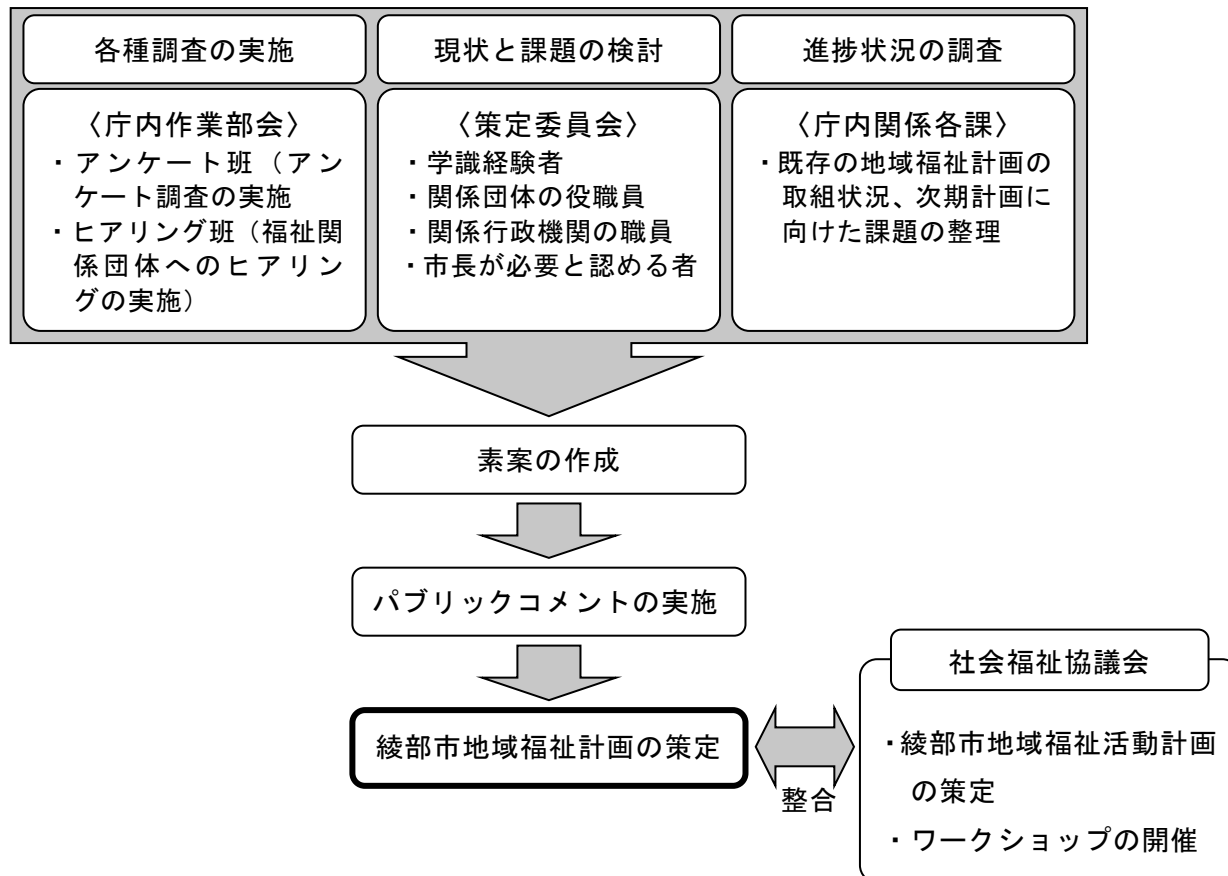 各種調査の実施
〈庁内作業部会〉
・アンケート班（アン
ケート調査の実施
・ヒアリング班（福祉関
係団体へのヒアリン
グの実施）
現状と課題の検討
〈策定委員会〉
・学識経験者
・関係団体の役職員
・関係行政機関の職員
・市長が必要と認める者
進捗状況の調査
〈庁内関係各課〉
・既存の地域福祉計画の
取組状況、次期計画に
向けた課題の整理
素案の作成
パブリックコメントの実施
綾部市地域福祉計画の策定
整合
社会福祉協議会
・綾部市地域福祉活動計画
の策定
・ワークショップの開催